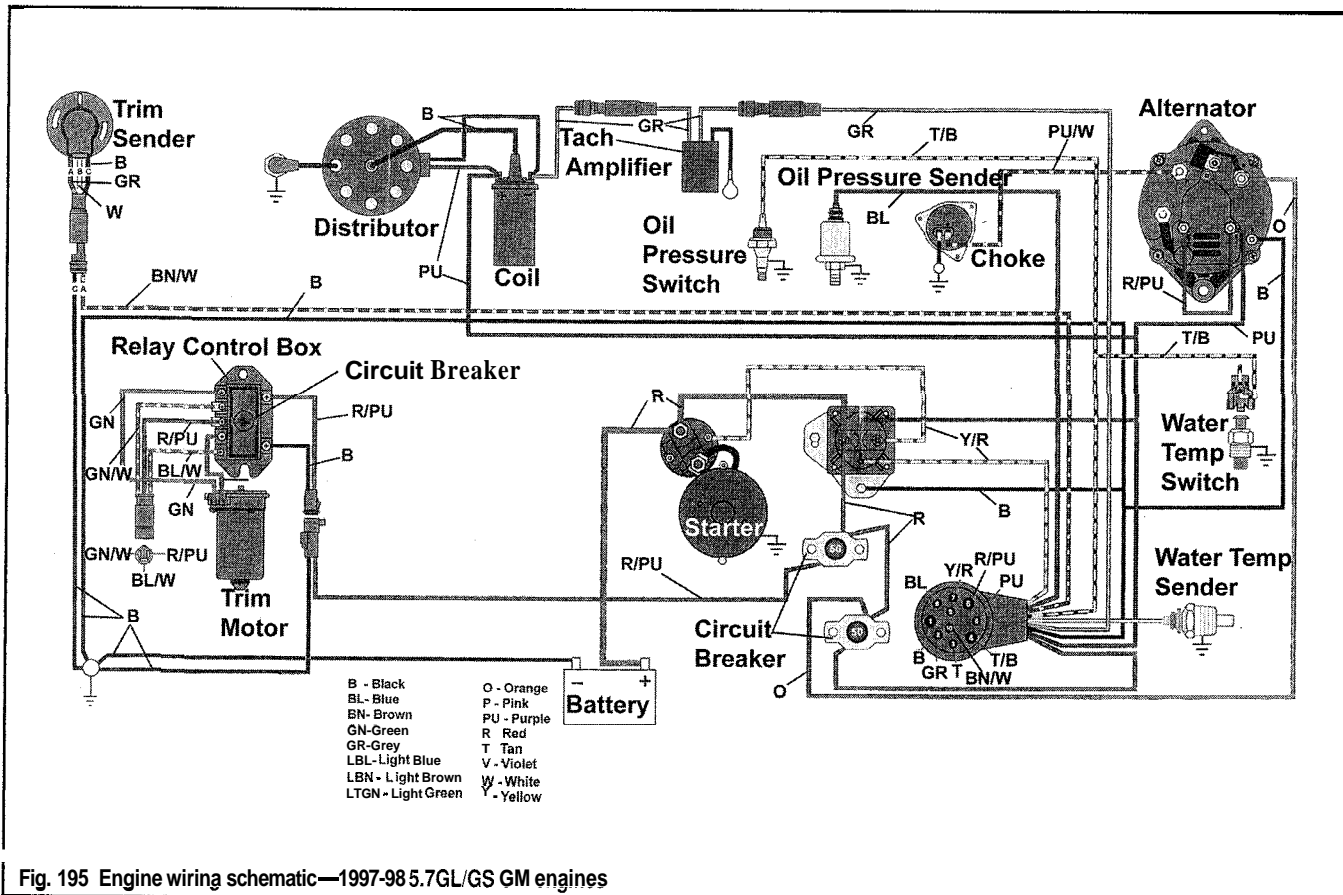 Trim
Sender
B
GR
W
A B C
C A
BN/W
B
Distributor
B
PU
Coil
GR
Tach
Amplifier
GR
T/B
PU/W
Alternator
Oil Pressure Sender
BL
Oil
Pressure
Switch
Choke
O
R/PU
B
PU
T/B
Relay Control Box
Circuit Breaker
GN
R/PU
R/PU
GN/W
BL/W
B
GN
GN/W
R/PU
BL/W
Trim
Motor
B
R
Y/R
Starter
B
R
R/PU
Water
Temp
Switch
Water Temp
Sender
Circuit
Breaker
BL
Y/R
R/PU
PU
B
GR
T
BN/W
T/B
O
- +
Battery
B - Black
BL- Blue
BN- Brown
GN-Green
GR-Grey
LBL- Light Blue
LBN - Light Brown
LTGN - Light Green
O - Orange
P - Pink
PU - Purple
R Red
T Tan
V - Violet
W - White
Y - Yellow
Fig. 195 Engine wiring schematic—1997-98 5.7GL/GS GM engines